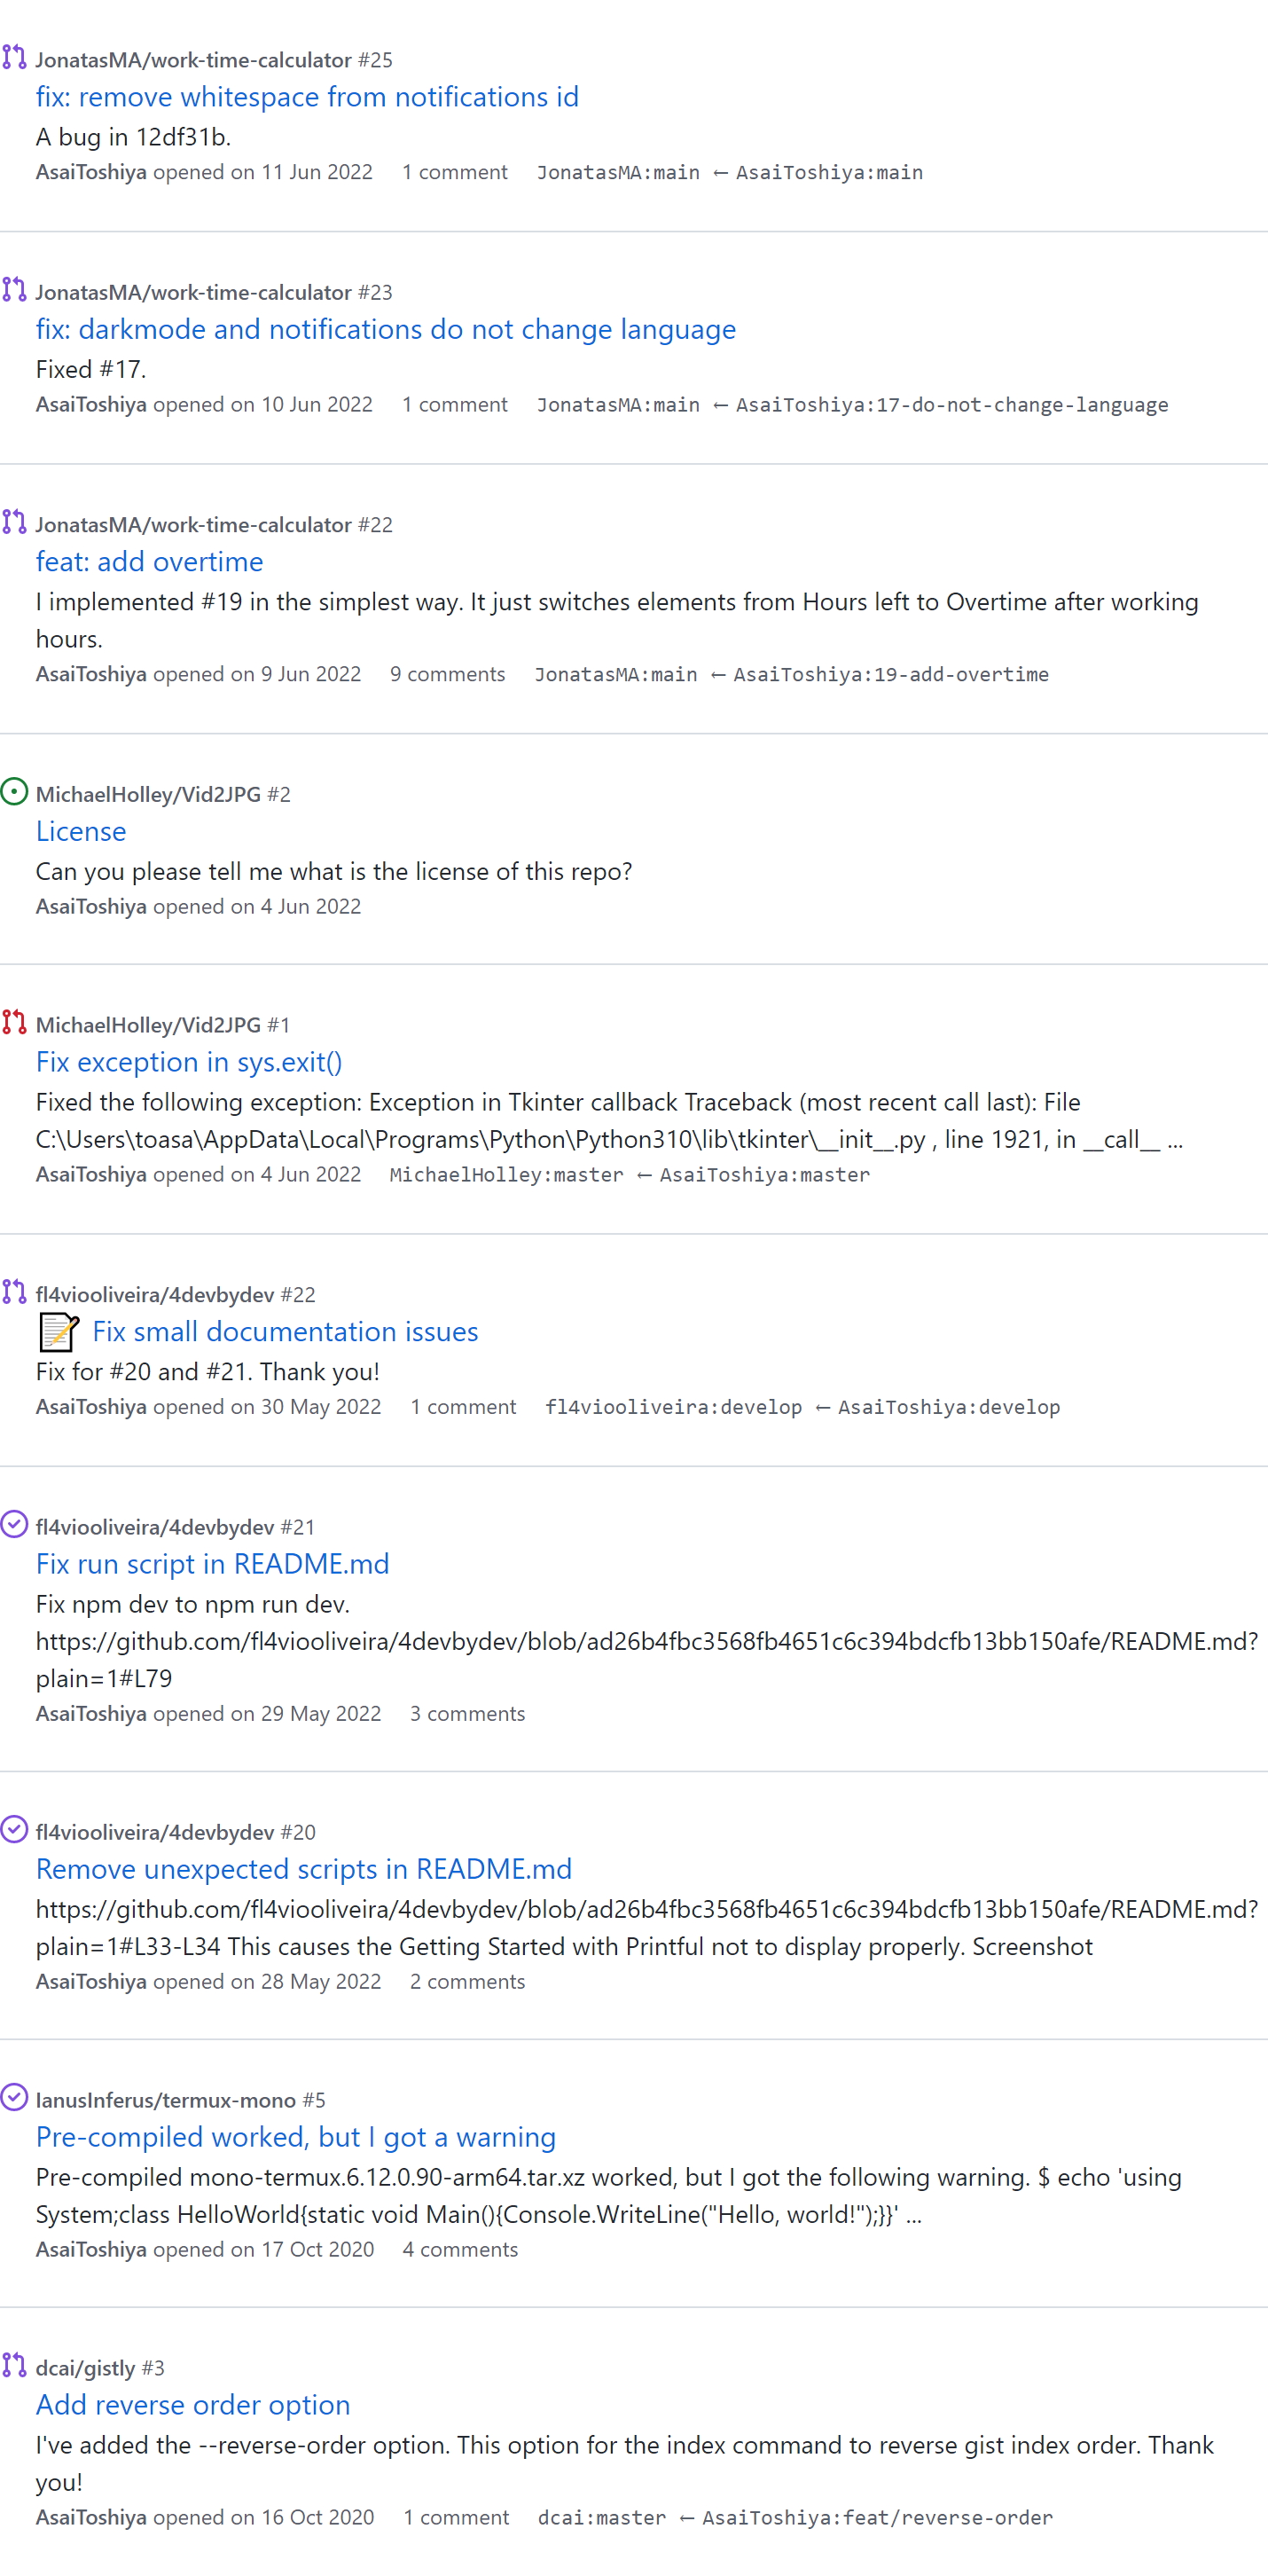 JonatasMA/work-time-calculator #25
fix: remove whitespace from notifications id
A bug in 12df31b.
AsaiToshiya opened on 11 Jun 2022 1 comment JonatasMA:main ← AsaiToshiya:main
JonatasMA/work-time-calculator #23
fix: darkmode and notifications do not change language
Fixed #17.
AsaiToshiya opened on 10 Jun 2022 1 comment JonatasMA:main ← AsaiToshiya:17-do-not-change-language
JonatasMA/work-time-calculator #22
feat: add overtime
I implemented #19 in the simplest way. It just switches elements from Hours left to Overtime after working
hours.
AsaiToshiya opened on 9 Jun 2022 9 comments JonatasMA:main ← AsaiToshiya:19-add-overtime
MichaelHolley/Vid2JPG #2
License
Can you please tell me what is the license of this repo?
AsaiToshiya opened on 4 Jun 2022
MichaelHolley/Vid2JPG #1
Fix exception in sys.exit()
Fixed the following exception: Exception in Tkinter callback Traceback (most recent call last): File
C:\Users\toasa\AppData\Local\Programs\Python\Python310\lib\tkinter\__init__.py , line 1921, in __call__ ...
AsaiToshiya opened on 4 Jun 2022 MichaelHolley:master ← AsaiToshiya:master
fl4viooliveira/4devbydev #22
📝 Fix small documentation issues
Fix for #20 and #21. Thank you!
AsaiToshiya opened on 30 May 2022 1 comment fl4viooliveira:develop ← AsaiToshiya:develop
fl4viooliveira/4devbydev #21
Fix run script in README.md
Fix npm dev to npm run dev.
https://github.com/fl4viooliveira/4devbydev/blob/ad26b4fbc3568fb4651c6c394bdcfb13bb150afe/README.md?
plain=1#L79
AsaiToshiya opened on 29 May 2022 3 comments
fl4viooliveira/4devbydev #20
Remove unexpected scripts in README.md
https://github.com/fl4viooliveira/4devbydev/blob/ad26b4fbc3568fb4651c6c394bdcfb13bb150afe/README.md?
plain=1#L33-L34 This causes the Getting Started with Printful not to display properly. Screenshot
AsaiToshiya opened on 28 May 2022 2 comments
IanusInferus/termux-mono #5
Pre-compiled worked, but I got a warning
Pre-compiled mono-termux.6.12.0.90-arm64.tar.xz worked, but I got the following warning. $ echo 'using
System;class HelloWorld{static void Main(){Console.WriteLine("Hello, world!");}}' ...
AsaiToshiya opened on 17 Oct 2020 4 comments
dcai/gistly #3
Add reverse order option
I've added the --reverse-order option. This option for the index command to reverse gist index order. Thank
you!
AsaiToshiya opened on 16 Oct 2020 1 comment dcai:master ← AsaiToshiya:feat/reverse-order